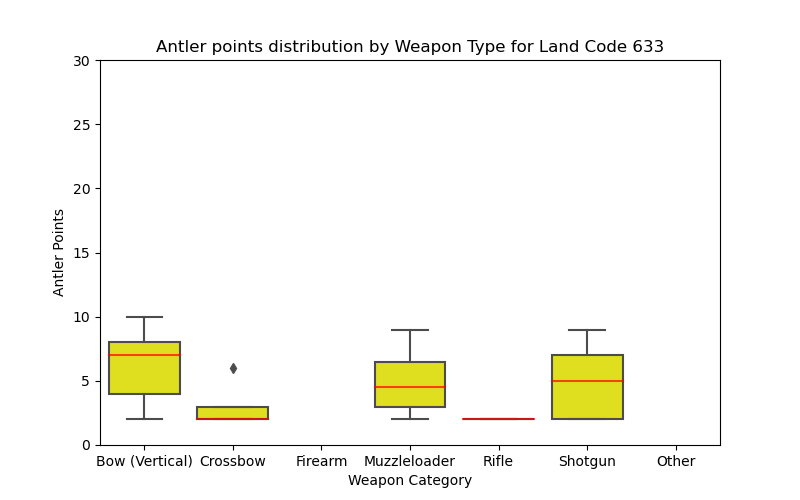 Antler points distribution by Weapon Type for Land Code 633
30
25
20
15
10
5
0
Antler Points
Bow (Vertical) Crossbow Firearm Muzzleloader Rifle Shotgun Other
Weapon Category